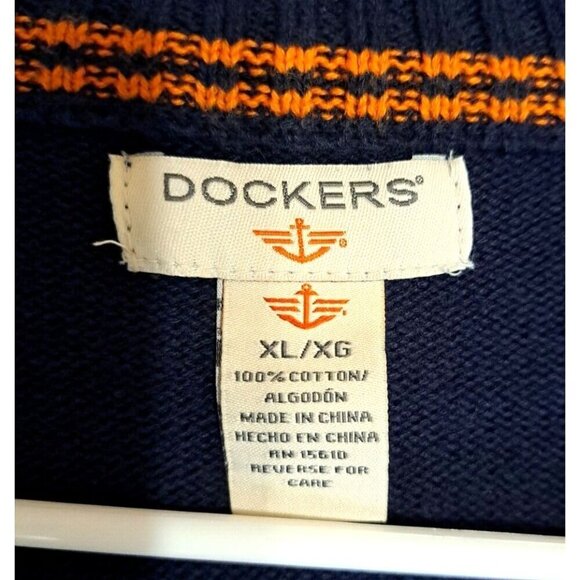 DOCKERS®
®
XL/XG
100% COTTON/
ALGODÓN
MADE IN CHINA
HECHO EN CHINA
RN 15610
REVERSE FOR
CARE